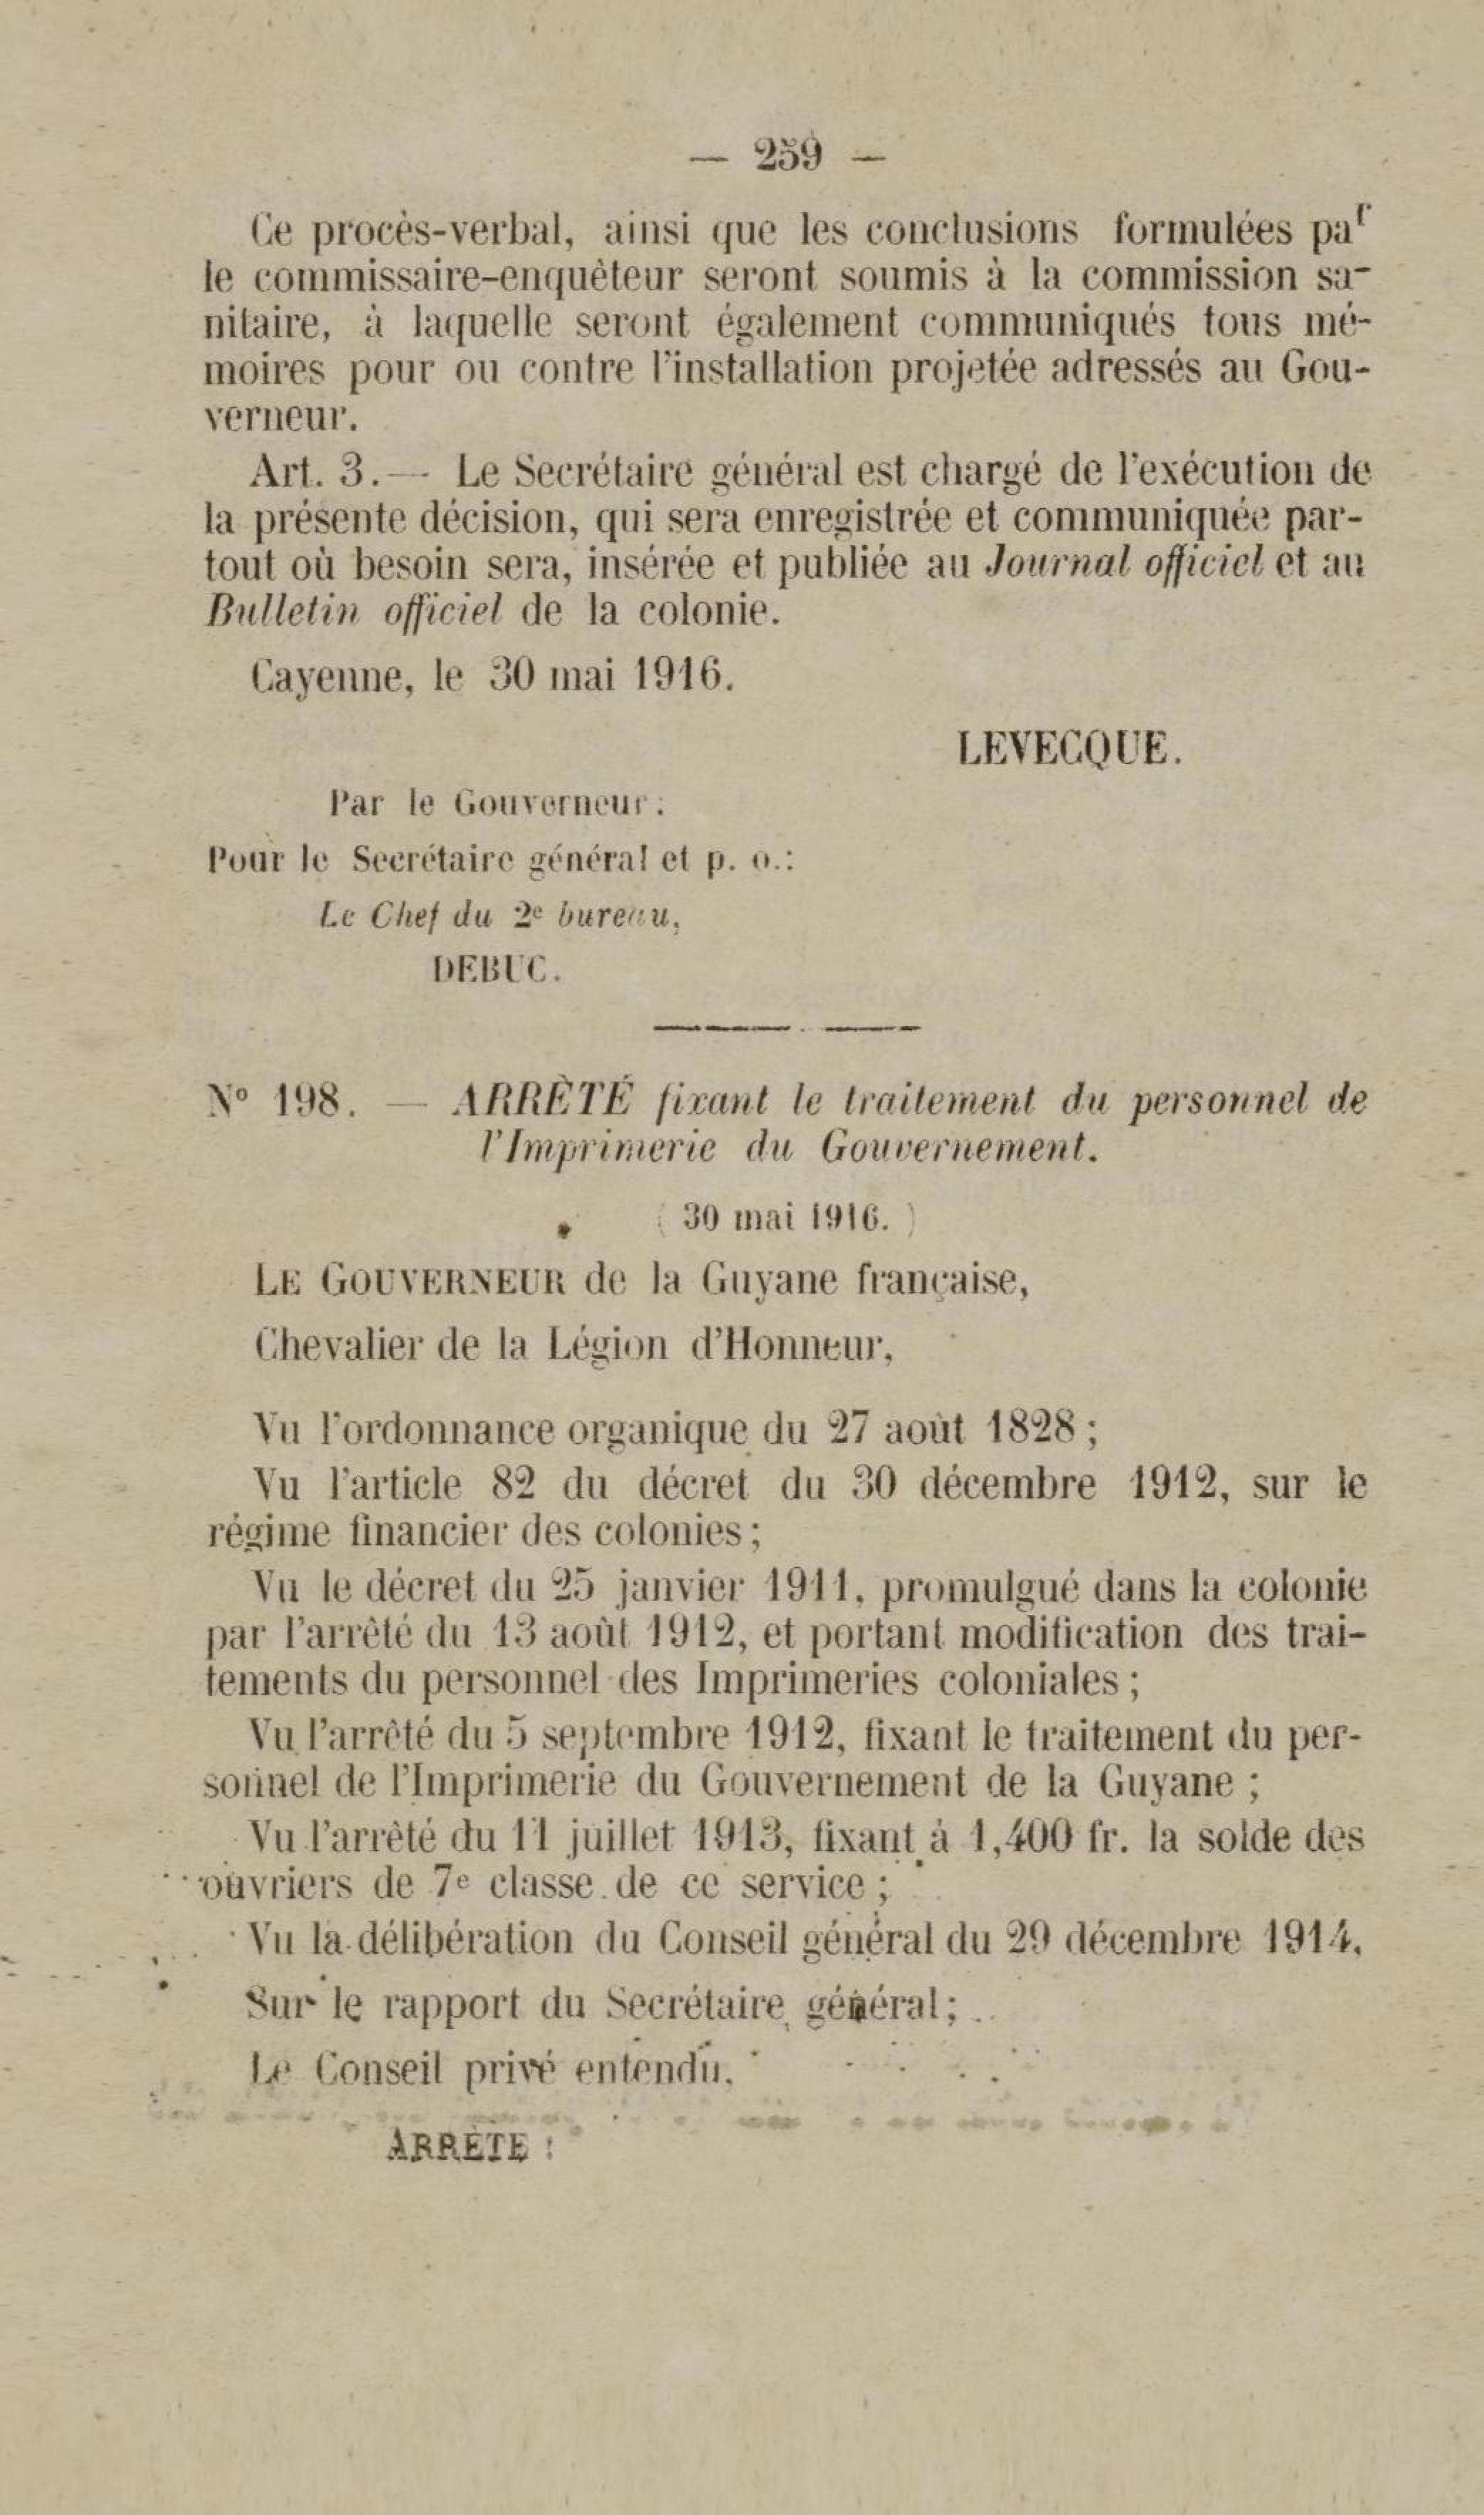 — 259 —
Ce procès-verbal, ainsi que les conclusions formulées par
le commissaire-enquêteur seront soumis à la commission sa-
nitaire, à laquelle seront également communiqués tous mé-
moires pour ou contre l'installation projetée adressés au Gou-
verneur.
Art. 3.— Le Secrétaire général est chargé de l'exécution de
la présente décision, qui sera enregistrée et communiquée par-
tout où besoin sera, insérée et publiée au Journal officiel et au
Bulletin officiel de la colonie.
Cayenne, le 30 mai 1916.
LEVECQUE.
Par le Gouverneur:
Pour le Secrétaire général et p. o.:
Le Chef du 2e bureau,
DEBUC.
No 198. — ARRÊTÉ fixant le traitement du personnel de
l'Imprimerie du Gouvernement.
( 30 mai 1916. )
LE GOUVERNEUR de la Guyane française,
Chevalier de la Légion d'Honneur,
Vu l'ordonnance organique du 27 août 1828 ;
Vu l'article 82 du décret du 30 décembre 1912, sur le
régime financier des colonies ;
Vu le décret du 25 janvier 1911, promulgué dans la colonie
par l'arrêté du 13 août 1912, et portant modification des trai-
tements du personnel des Imprimeries coloniales ;
Vu l'arrêté du 5 septembre 1912, fixant le traitement du per-
sonnel de l'Imprimerie du Gouvernement de la Guyane ;
Vu l'arrêté du 11 juillet 1913, fixant à 1,400 fr. la solde des
ouvriers de 7e classe de ce service ;
Vu la délibération du Conseil général du 29 décembre 1914,
Sur le rapport du Secrétaire général ;
Le Conseil privé entendu,
ARRÊTE :